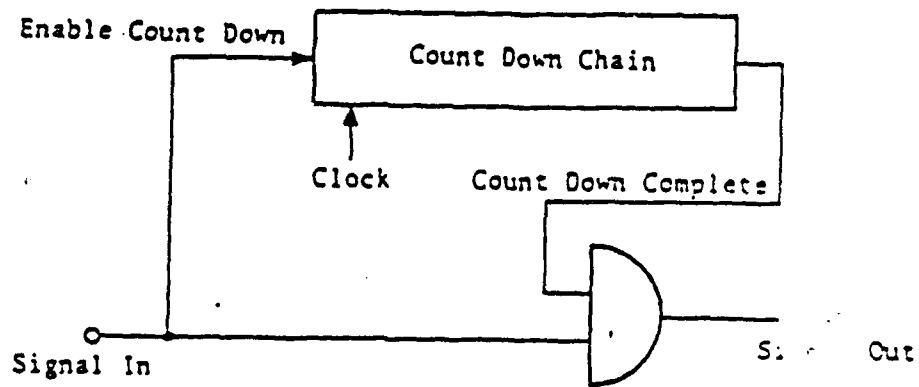 Enable Count Down
Count Down Chain
Clock
Count Down Complete
Signal In
Out